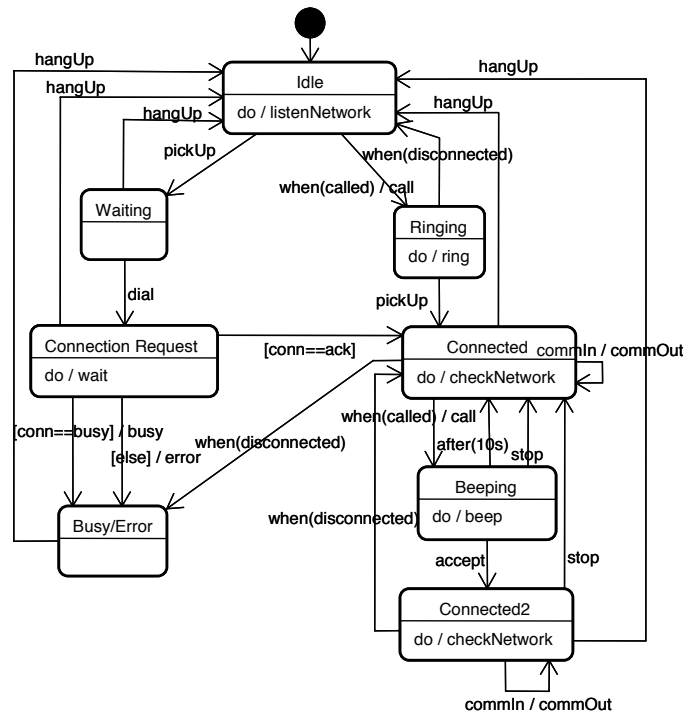 hangUp
hangUp
Idle
hangUp
do / listenNetwork
hangUp
hangUp
pickUp
when(disconnected)
when(called) / call
Waiting
Ringing
do / ring
dial
pickUp
Connection Request
do / wait
[conn==ack]
Connected
commIn / commOut
do / checkNetwork
when(called) / call
[conn==busy] / busy
when(disconnected)
after(10s)
[else] / error
stop
Beeping
do / beep
Busy/Error
when(disconnected)
accept
stop
Connected2
do / checkNetwork
commIn / commOut